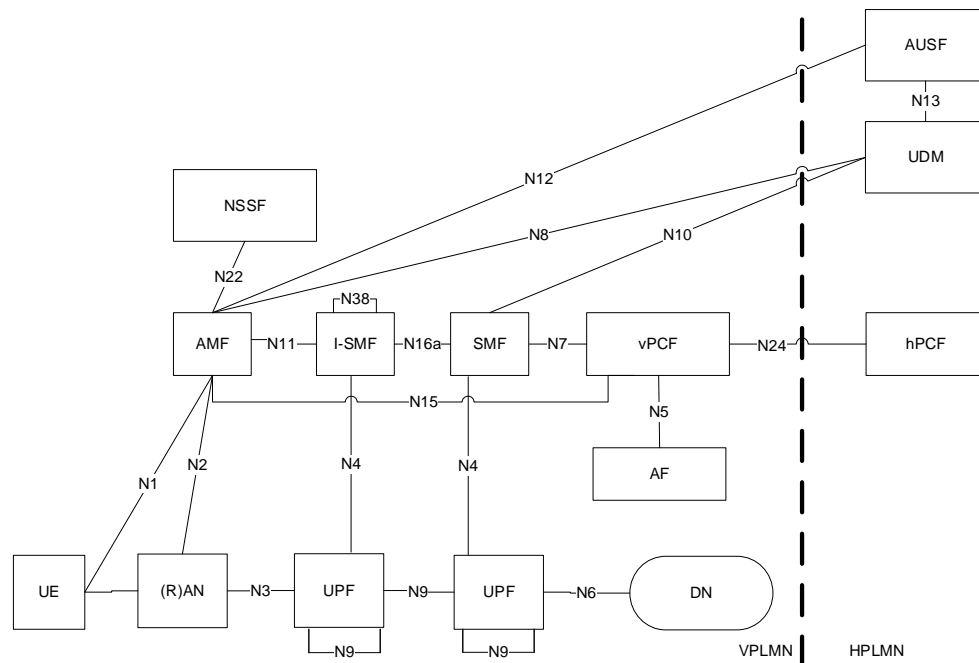 AUSF
N13
UDM
N12
NSSF
N8
N10
N22
N38
AMF
N11
I-SMF
N16a
SMF
N7
vPCF
N24
hPCF
N15
N5
N4
N4
AF
N2
N1
UE
(R)AN
N3
UPF
N9
UPF
N6
DN
N9
N9
VPLMN
HPLMN